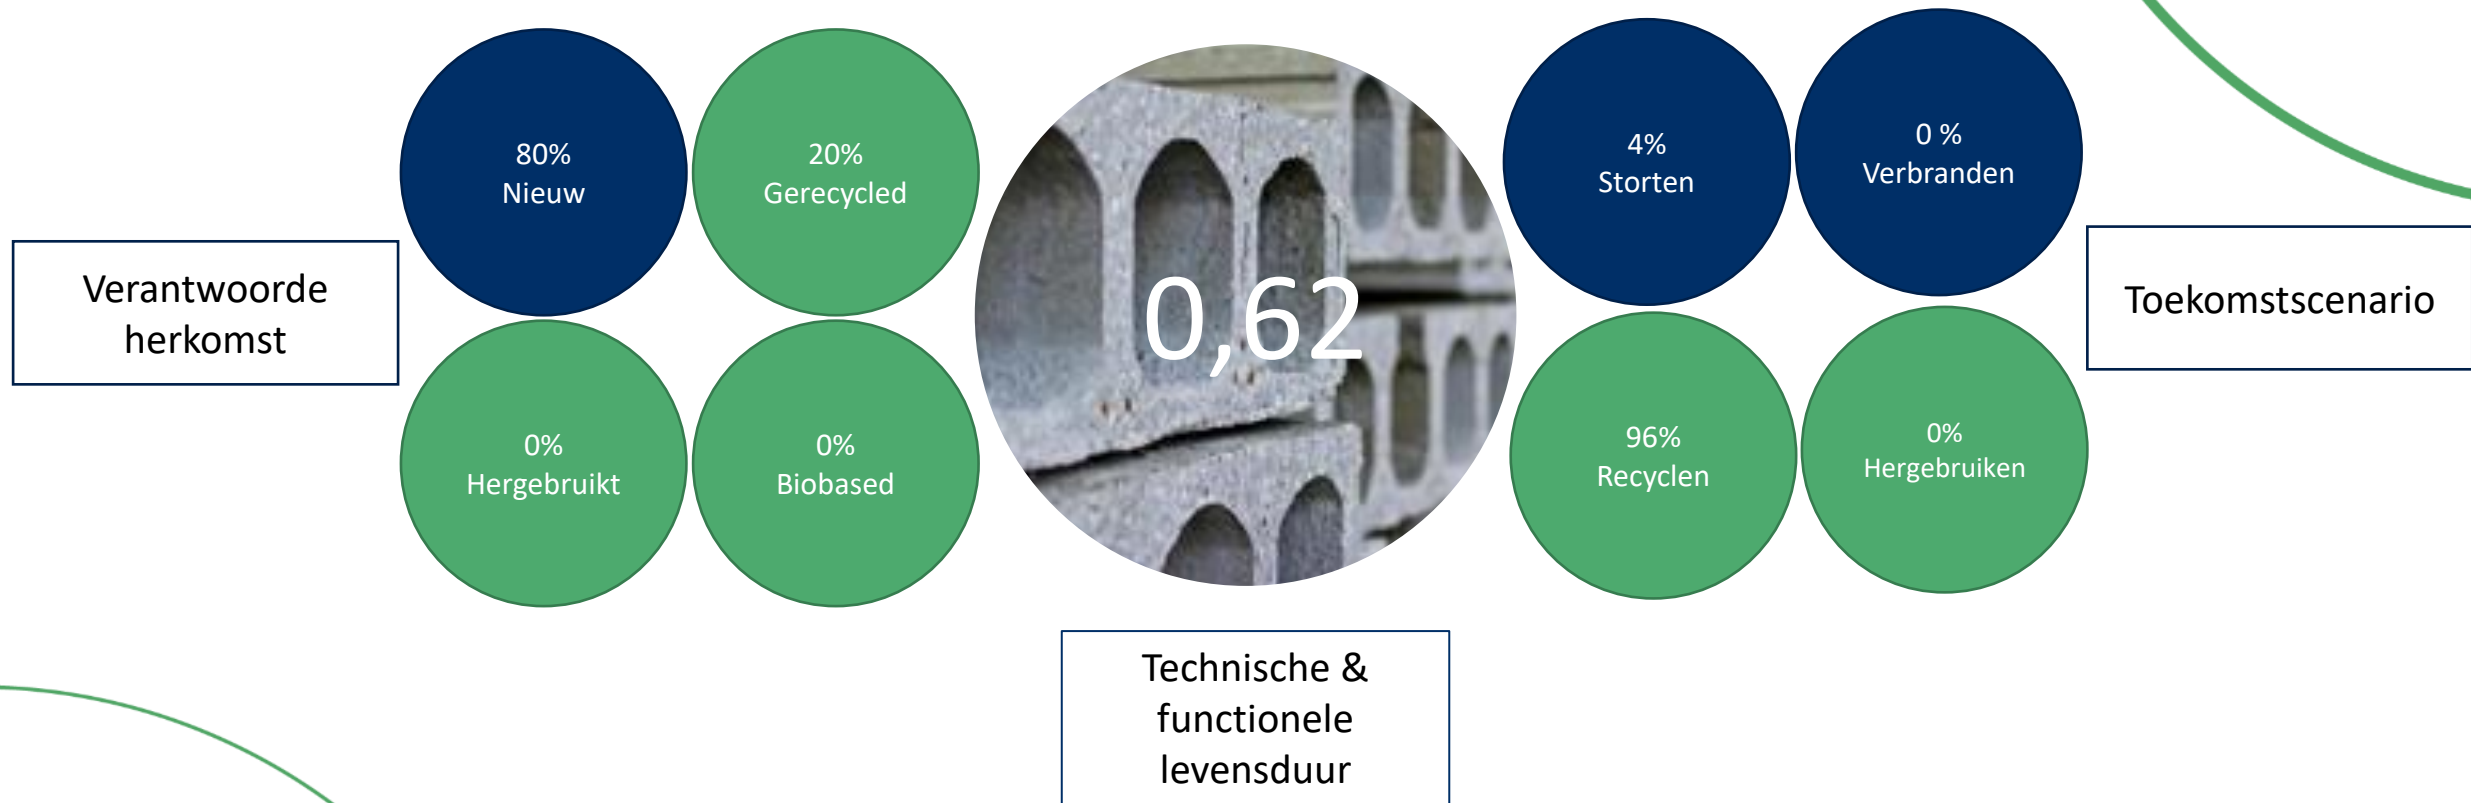 Verantwoorde
herkomst
80%
Nieuw
20%
Gerecycled
0%
Hergebruikt
0%
Biobased
0,62
Technische &
functionele
levensduur
4%
Storten
0 %
Verbranden
96%
Recyclen
0%
Hergebruiken
Toekomstscenario